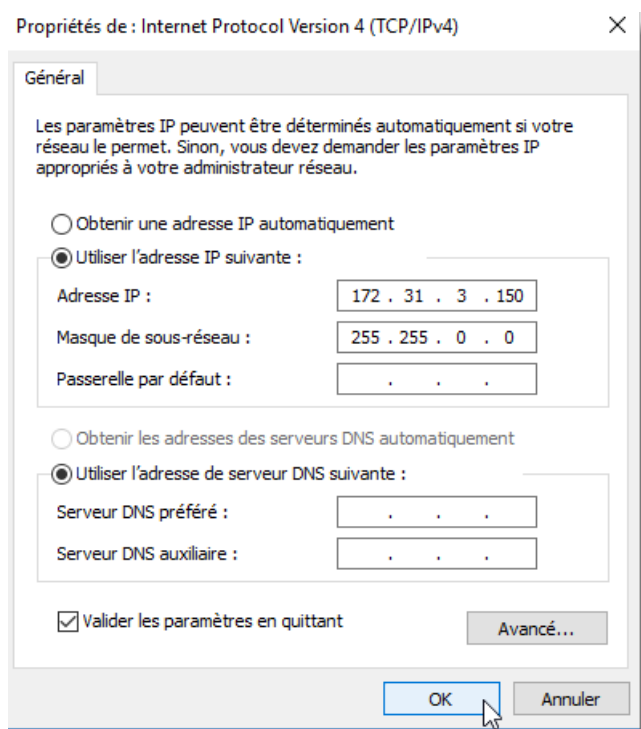 Propriétés de : Internet Protocol Version 4 (TCP/IPv4)
Général
Les paramètres IP peuvent être déterminés automatiquement si votre
réseau le permet. Sinon, vous devez demander les paramètres IP
appropriés à votre administrateur réseau.
Obtenir une adresse IP automatiquement
Utiliser l'adresse IP suivante :
Adresse IP : 172 . 31 . 3 . 150
Masque de sous-réseau : 255 . 255 . 0 . 0
Passerelle par défaut : . . .
Obtenir les adresses des serveurs DNS automatiquement
Utiliser l'adresse de serveur DNS suivante :
Serveur DNS préféré : . . .
Serveur DNS auxiliaire : . . .
Valider les paramètres en quittant
Avancé...
OK Annuler